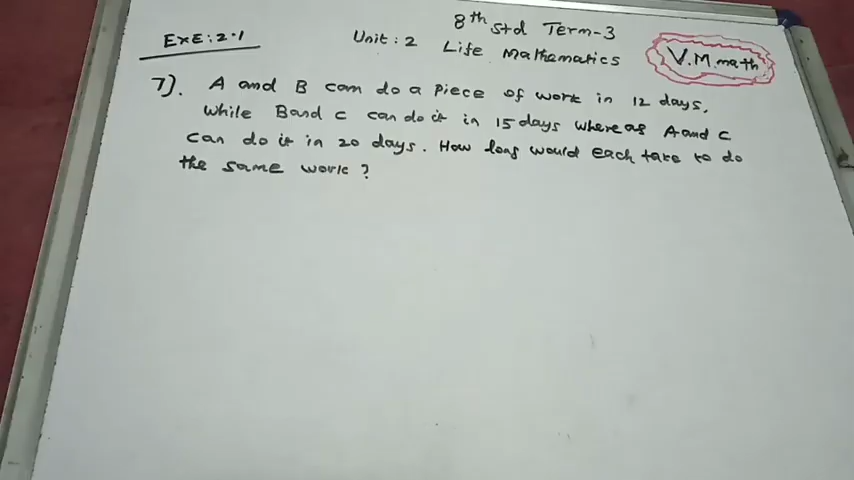 8th Std Term-3
EXE:2.1
Unit: 2 Life Mathematics
V.M math
7). A and B can do a piece of work in 12 days,
while B and C can do it in 15 days where as A and C
can do it in 20 days. How long would each take to do
the same work?